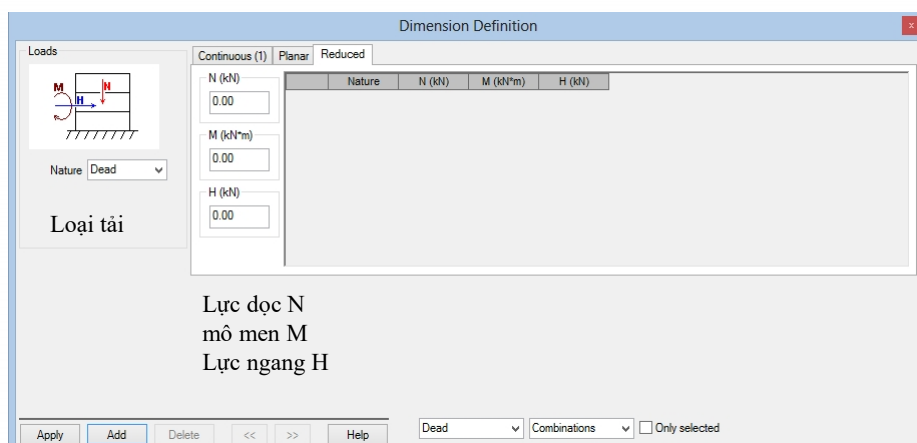 Dimension Definition
x
Loads
M
N
H
Nature Dead
Loại tải
Continuous (1) Planar Reduced
N (kN)
0.00
M (kN*m)
0.00
H (kN)
0.00
Nature N (kN) M (kN*m) H (kN)
Lực dọc N
mô men M
Lực ngang H
Apply Add Delete << >> Help Dead Combinations Only selected